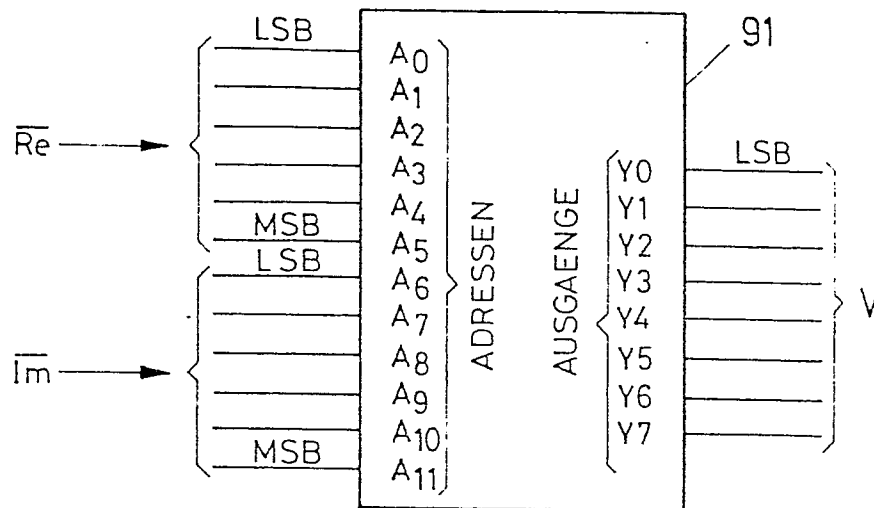 91
LSB
A0
A1
A2
Re
A3
A4
MSB
A5
LSB
A6
A7
Im
A8
A9
A10
MSB
A11
ADRESSEN
AUSGAENGE
Y0
LSB
Y1
Y2
Y3
Y4
Y5
Y6
Y7
V